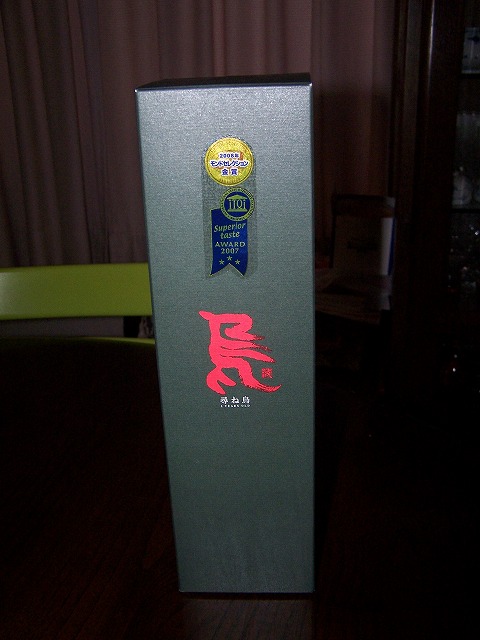 2008年
モンドセレクション
金賞
iTQi
Superior
taste
AWARD
2007
尋ね鳥